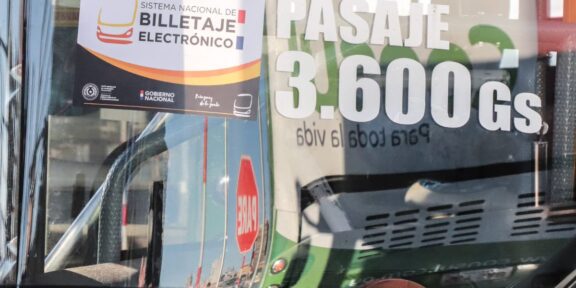 SISTEMA NACIONAL DE
BILLETAJE
ELECTRÓNICO
GOBIERNO
NACIONAL
PASAJE
3.600 Gs.
Para toda la vida
PARE